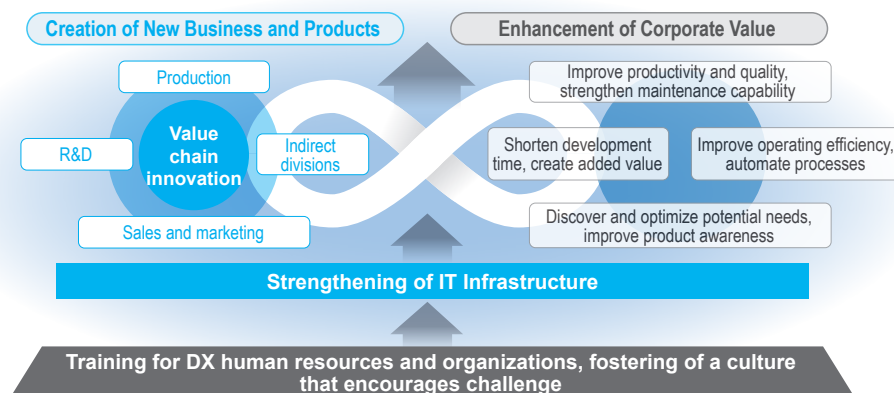 Creation of New Business and Products
Enhancement of Corporate Value
Production
R&D
Value
chain
innovation
Indirect
divisions
Sales and marketing
Improve productivity and quality,
strengthen maintenance capability
Shorten development
time, create added value
Improve operating efficiency,
automate processes
Discover and optimize potential needs,
improve product awareness
Strengthening of IT Infrastructure
Training for DX human resources and organizations, fostering of a culture
that encourages challenge